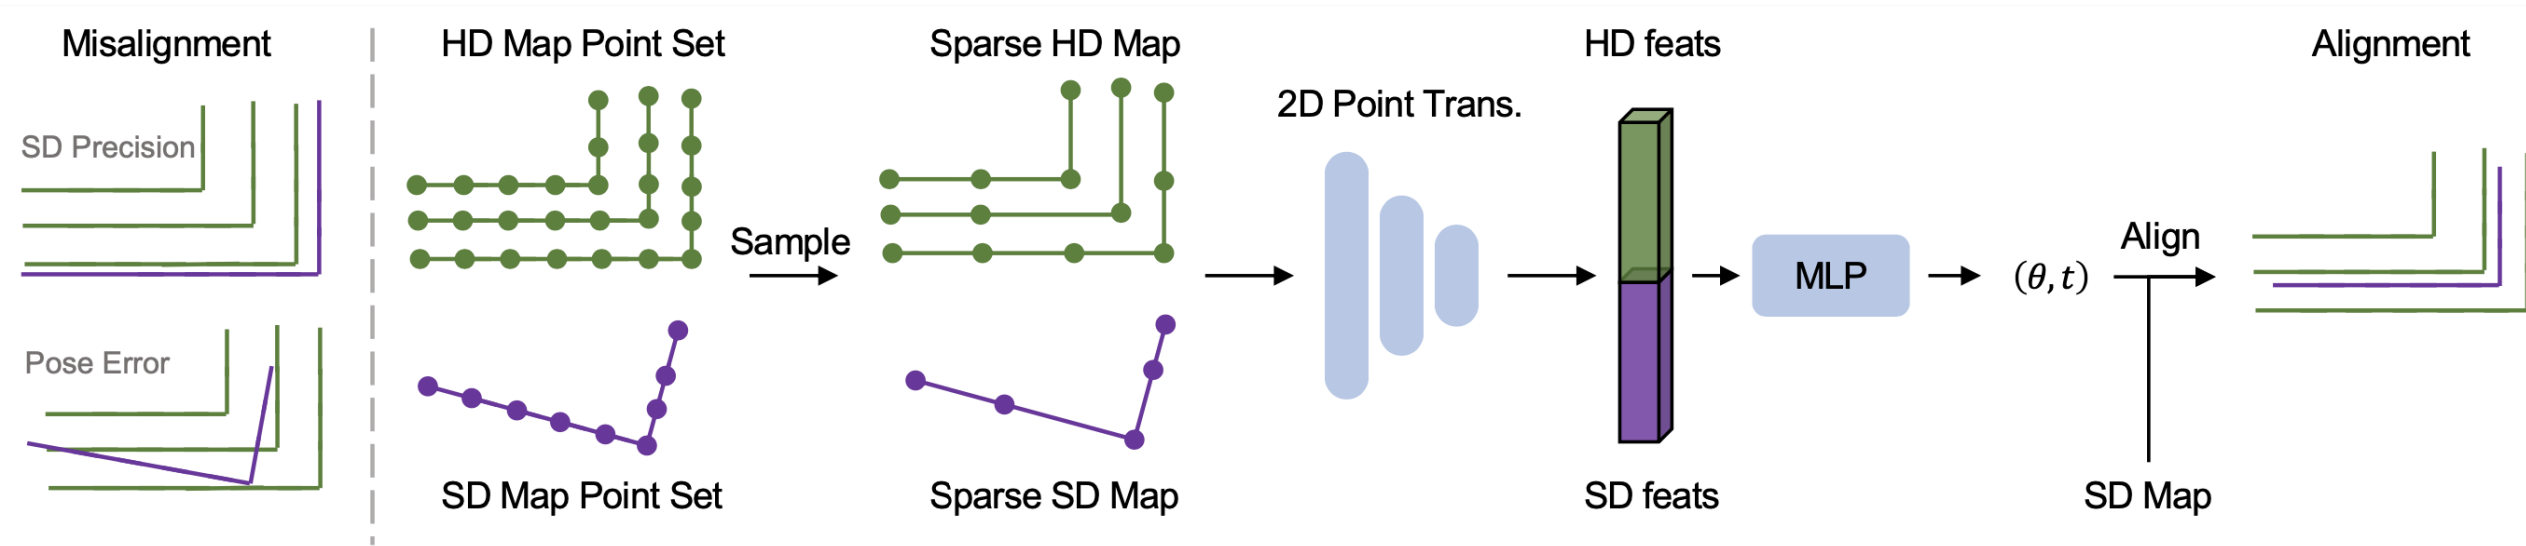 Misalignment
SD Precision
Pose Error
HD Map Point Set
SD Map Point Set
Sample
Sparse HD Map
Sparse SD Map
2D Point Trans.
HD feats
SD feats
MLP
(θ, t)
Align
SD Map
Alignment